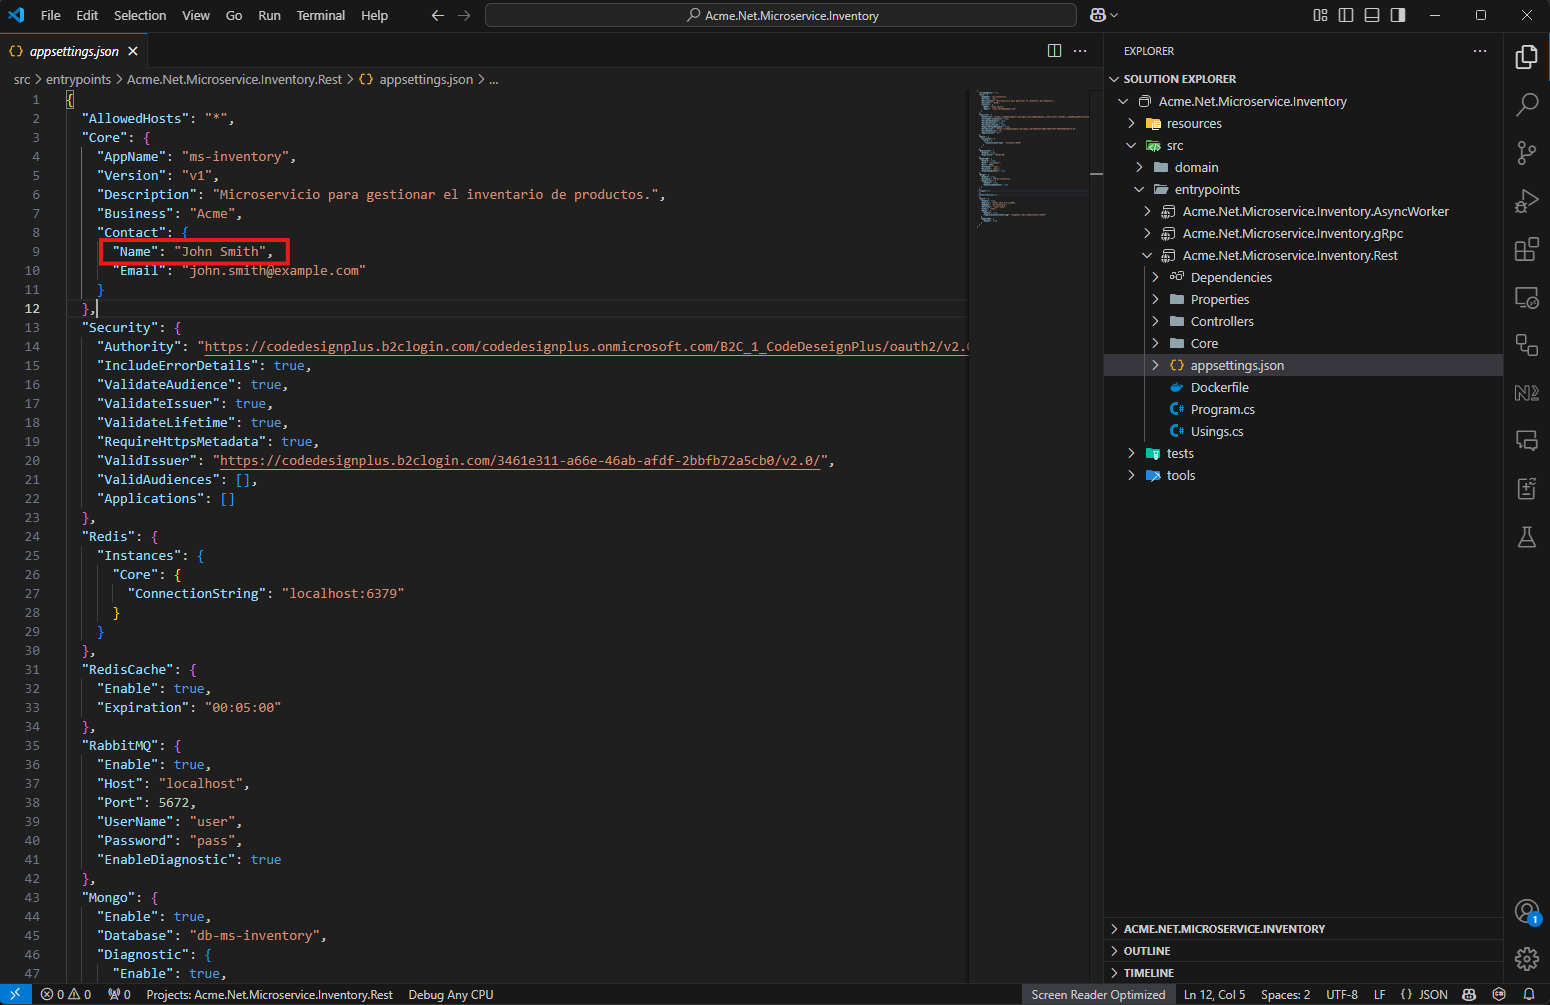 File Edit Selection View Go Run Terminal Help
Acme.Net.Microservice.Inventory
appsettings.json
src > entrypoints > Acme.Net.Microservice.Inventory.Rest > {} appsettings.json > ...
1 {
2 "AllowedHosts": "*",
3 "Core": {
4 "AppName": "ms-inventory",
5 "Version": "v1",
6 "Description": "Microservicio para gestionar el inventario de productos.",
7 "Business": "Acme",
8 "Contact": {
9 "Name": "John Smith",
10 "Email": "john.smith@example.com"
11 }
12 },
13 "Security": {
14 "Authority": "https://codedesignplus.b2clogin.com/codedesignplus.onmicrosoft.com/B2C_1_CodeDeseignPlus/oauth2/v2.0
15 "IncludeErrorDetails": true,
16 "ValidateAudience": true,
17 "ValidateIssuer": true,
18 "ValidateLifetime": true,
19 "RequireHttpsMetadata": true,
20 "ValidIssuer": "https://codedesignplus.b2clogin.com/3461e311-a66e-46ab-afdf-2bbfb72a5cb0/v2.0/",
21 "ValidAudiences": [],
22 "Applications": []
23 },
24 "Redis": {
25 "Instances": {
26 "Core": {
27 "ConnectionString": "localhost:6379"
28 }
29 }
30 },
31 "RedisCache": {
32 "Enable": true,
33 "Expiration": "00:05:00"
34 },
35 "RabbitMQ": {
36 "Enable": true,
37 "Host": "localhost",
38 "Port": 5672,
39 "UserName": "user",
40 "Password": "pass",
41 "EnableDiagnostic": true
42 },
43 "Mongo": {
44 "Enable": true,
45 "Database": "db-ms-inventory",
46 "Diagnostic": {
47 "Enable": true,
EXPLORER
SOLUTION EXPLORER
Acme.Net.Microservice.Inventory
resources
src
domain
entrypoints
Acme.Net.Microservice.Inventory.AsyncWorker
Acme.Net.Microservice.Inventory.gRpc
Acme.Net.Microservice.Inventory.Rest
Dependencies
Properties
Controllers
Core
{} appsettings.json
Dockerfile
C# Program.cs
C# Usings.cs
tests
tools
ACME.NET.MICROSERVICE.INVENTORY
OUTLINE
TIMELINE
1
0 0 0 Projects: Acme.Net.Microservice.Inventory.Rest Debug Any CPU
Screen Reader Optimized Ln 12, Col 5 Spaces: 2 UTF-8 LF {} JSON